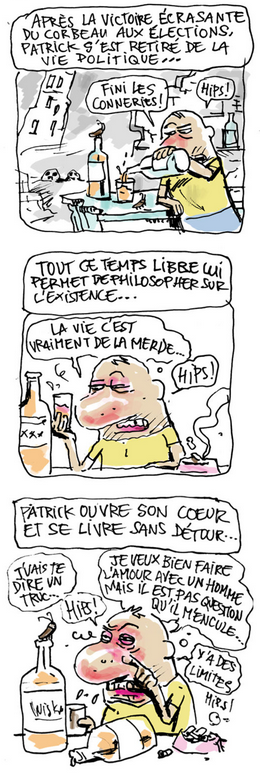 APRÈS LA VICTOIRE ÉCRASANTE
DU CORBEAU AUX ÉLECTIONS,
PATRICK S'EST RETIRÉ DE LA
VIE POLITIQUE...
FINI LES
CONNERIES!
HIPS!
TOUT CE TEMPS LIBRE LUI
PERMET DE PHILOSOPHER SUR
L'EXISTENCE...
LA VIE C'EST
VRAIMENT DE LA MERDE...
HIPS!
XXX
PATRICK OUVRE SON COEUR
ET SE LIVRE SANS DÉTOUR...
J'VAIS TE
DIRE UN
TRUC...
HIB!
JE VEUX BIEN FAIRE
L'AMOUR AVEC UN HOMME
MAIS IL EST PAS QUESTION
QU'IL M'ENCULE...
Y'A DES
LIMITES
HIPS!